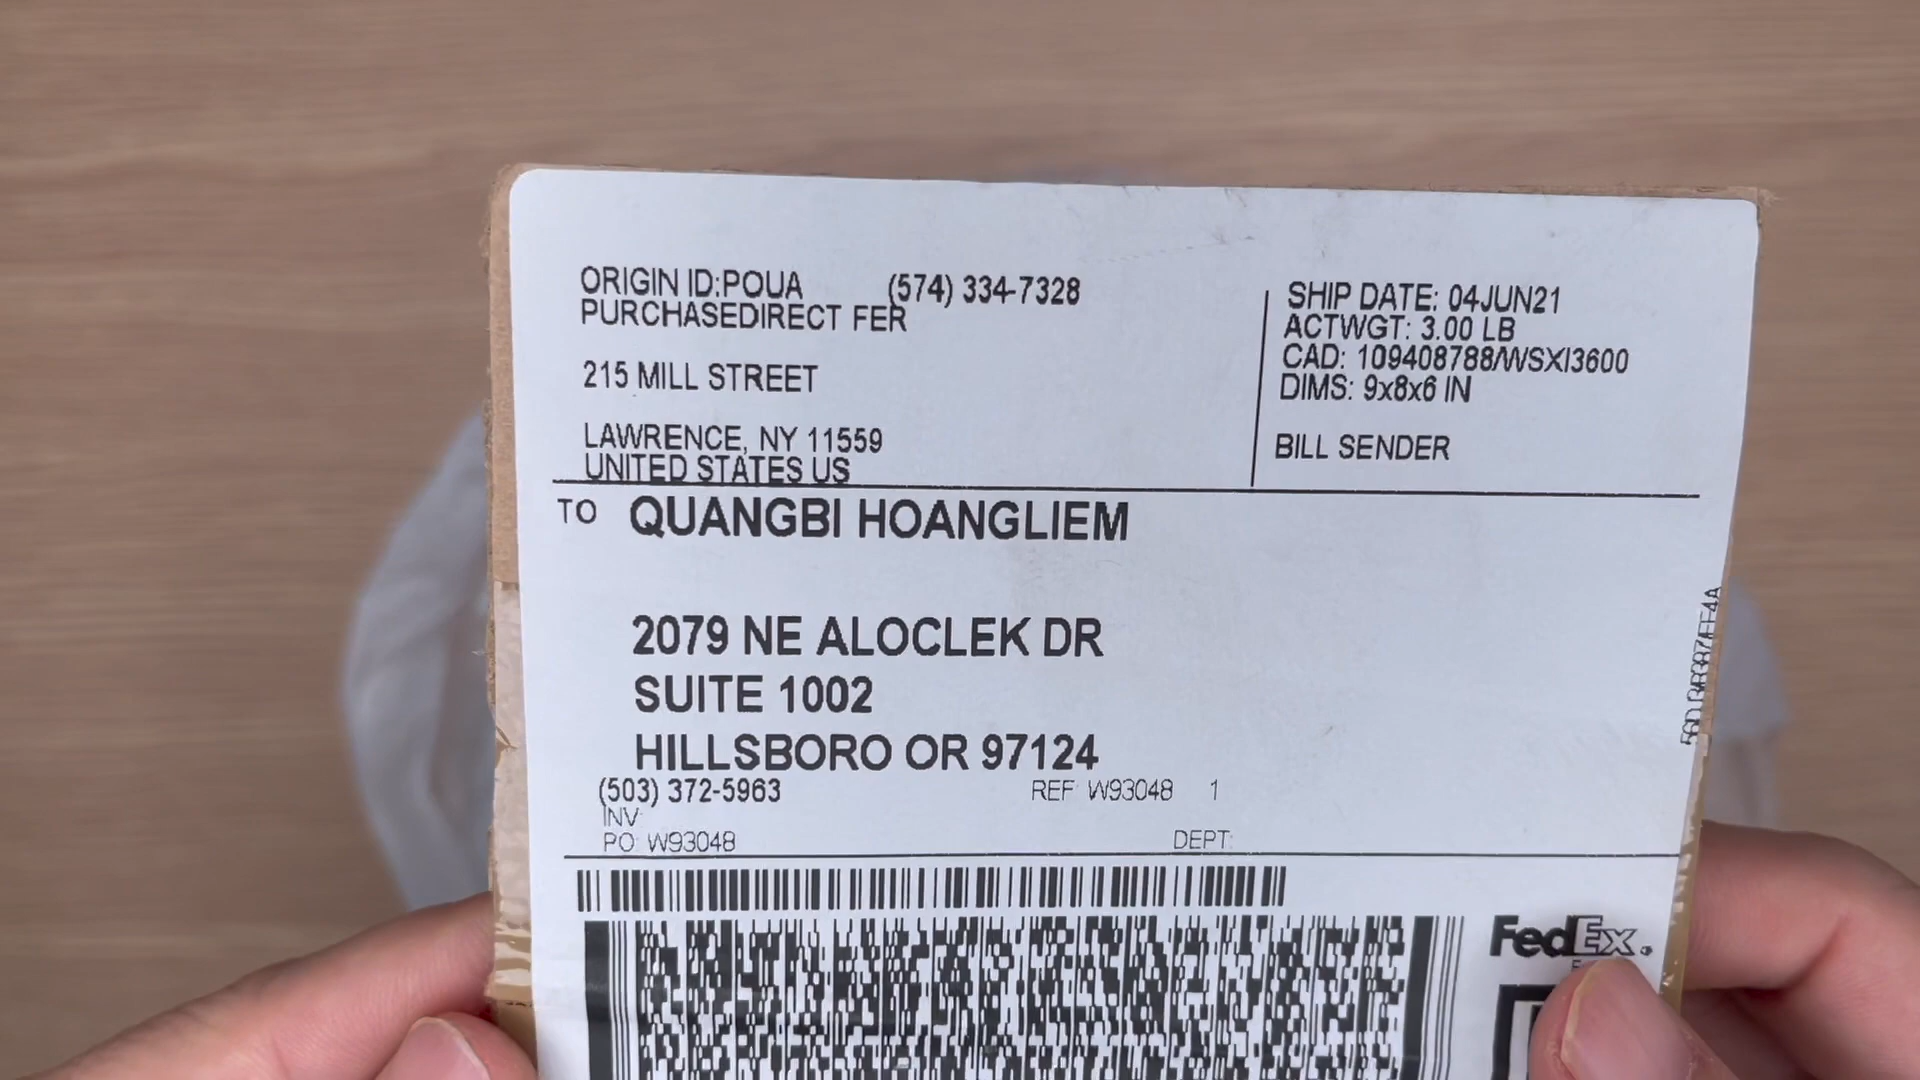 ORIGIN ID:POUA (574) 334-7328
PURCHASEDIRECT FER
215 MILL STREET
LAWRENCE, NY 11559
UNITED STATES US
SHIP DATE: 04JUN21
ACTWGT: 3.00 LB
CAD: 109408788/WSXI3600
DIMS: 9x8x6 IN
BILL SENDER
TO QUANGBI HOANGLIEM
2079 NE ALOCLEK DR
SUITE 1002
HILLSBORO OR 97124
(503) 372-5963 REF: W93048 1
INV:
PO: W93048 DEPT:
FedEx